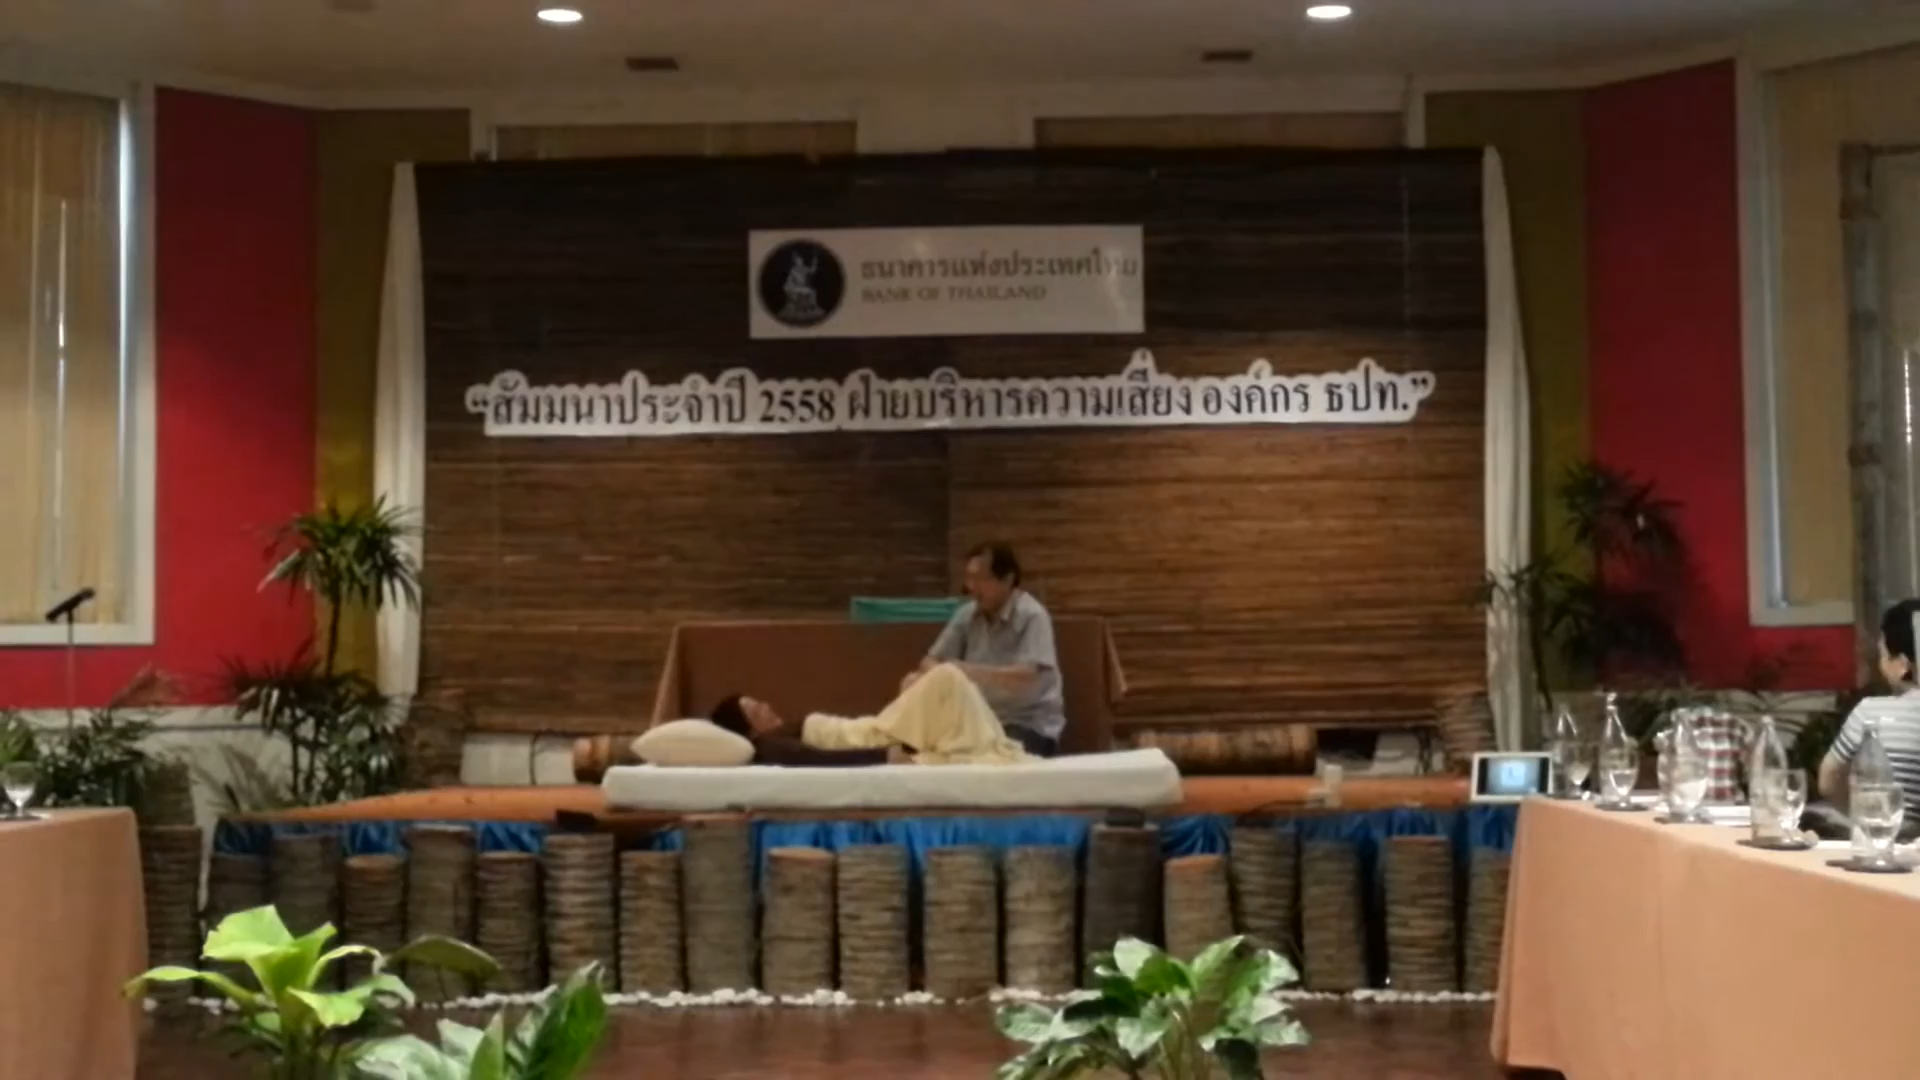 ธนาคารแห่งประเทศไทย
BANK OF THAILAND
“สัมมนาประจำปี 2558 ฝ่ายบริหารความเสี่ยง องค์กร ธปท.”